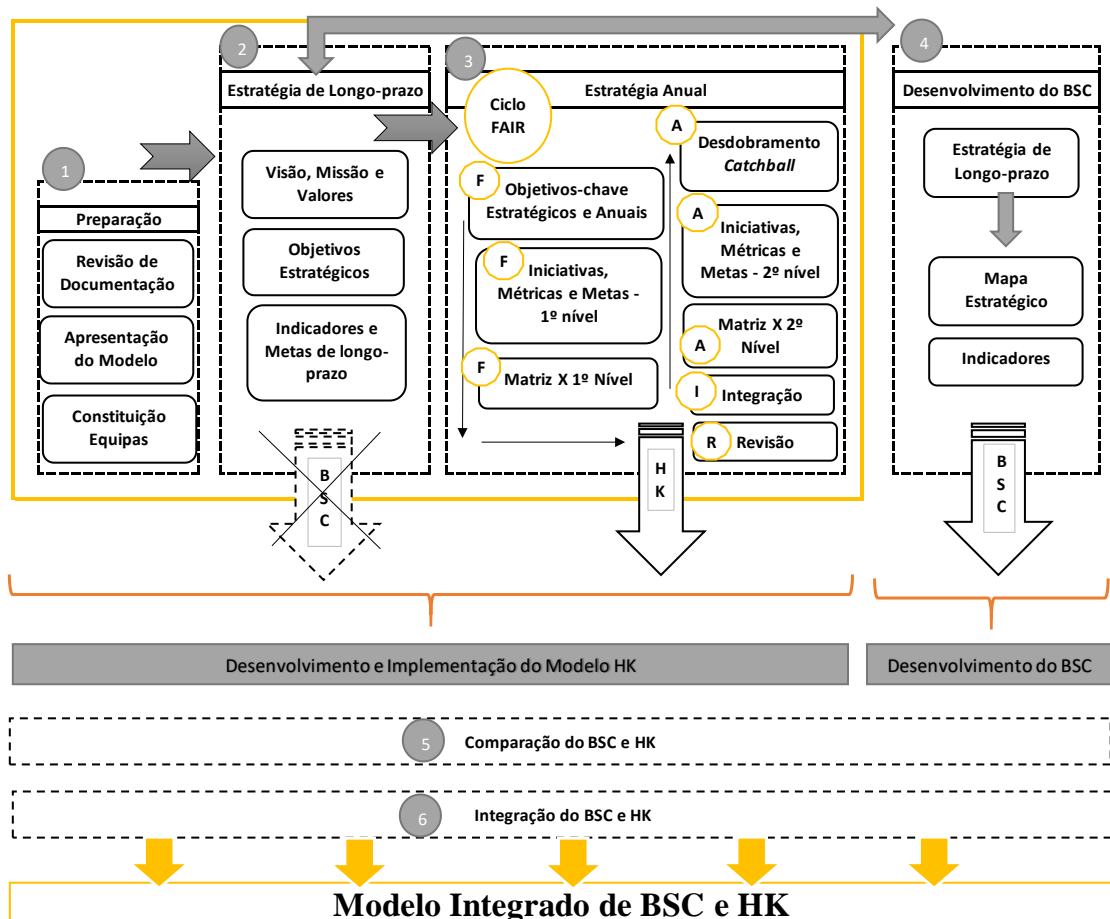 1
Preparação
Revisão de
Documentação
Apresentação
do Modelo
Constituição
Equipas
2
Estratégia de Longo-prazo
Visão, Missão e
Valores
Objetivos
Estratégicos
Indicadores e
Metas de longo-
prazo
B
S
C
3
Estratégia Anual
Ciclo
FAIR
F
Objetivos-chave
Estratégicos e Anuais
F
Iniciativas,
Métricas e Metas -
1º nível
F
Matriz X 1º Nível
A
Desdobramento
Catchball
A
Iniciativas,
Métricas e
Metas - 2º nível
A
Matriz X 2º
Nível
I
Integração
R
Revisão
H
K
4
Desenvolvimento do BSC
Estratégia de
Longo-prazo
Mapa
Estratégico
Indicadores
B
S
C
Desenvolvimento e Implementação do Modelo HK
Desenvolvimento do BSC
5 Comparação do BSC e HK
6 Integração do BSC e HK
Modelo Integrado de BSC e HK